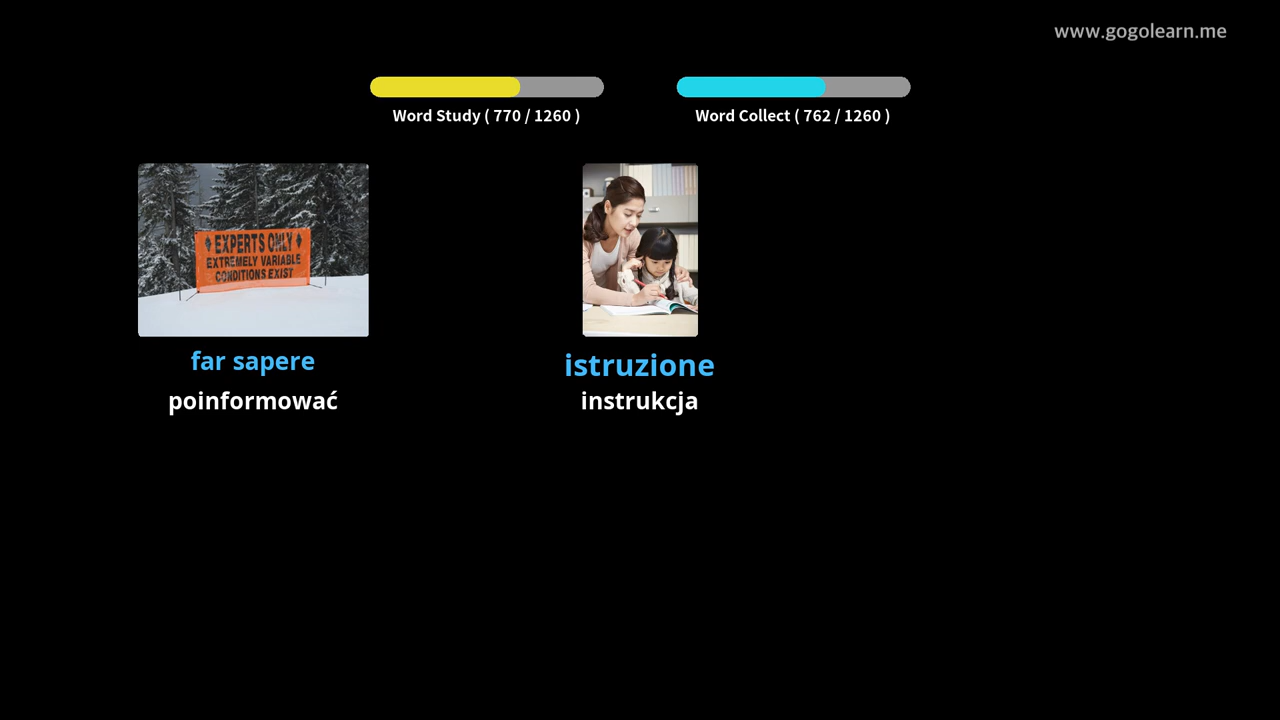 www.gogolearn.me
Word Study ( 770 / 1260 )
Word Collect ( 762 / 1260 )
EXPERTS ONLY
EXTREMELY VARIABLE
CONDITIONS EXIST
far sapere
poinformować
istruzione
instrukcja